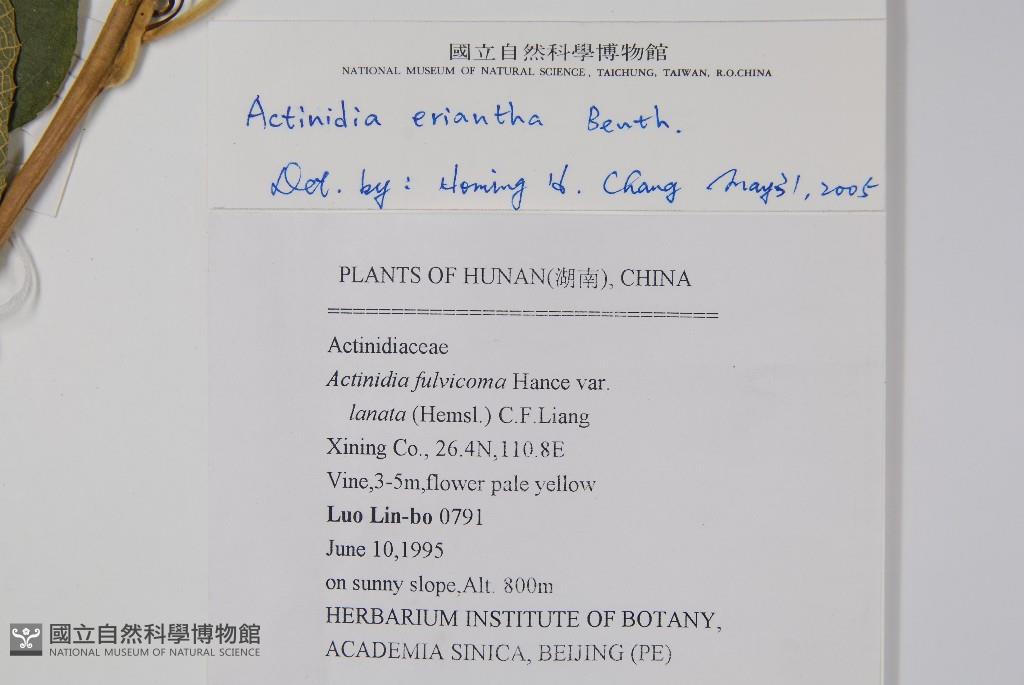 國立自然科學博物館
NATIONAL MUSEUM OF NATURAL SCIENCE, TAICHUNG, TAIWAN, R.O.CHINA
Actinidia eriantha Benth.
Det. by: Homing H. Chang May 31, 2005
PLANTS OF HUNAN(湖南), CHINA
==============================
Actinidiaceae
Actinidia fulvicoma Hance var.
lanata (Hemsl.) C.F.Liang
Xining Co., 26.4N,110.8E
Vine,3-5m,flower pale yellow
Luo Lin-bo 0791
June 10,1995
on sunny slope,Alt. 800m
HERBARIUM INSTITUTE OF BOTANY,
ACADEMIA SINICA, BEIJING (PE)
國立自然科學博物館
NATIONAL MUSEUM OF NATURAL SCIENCE